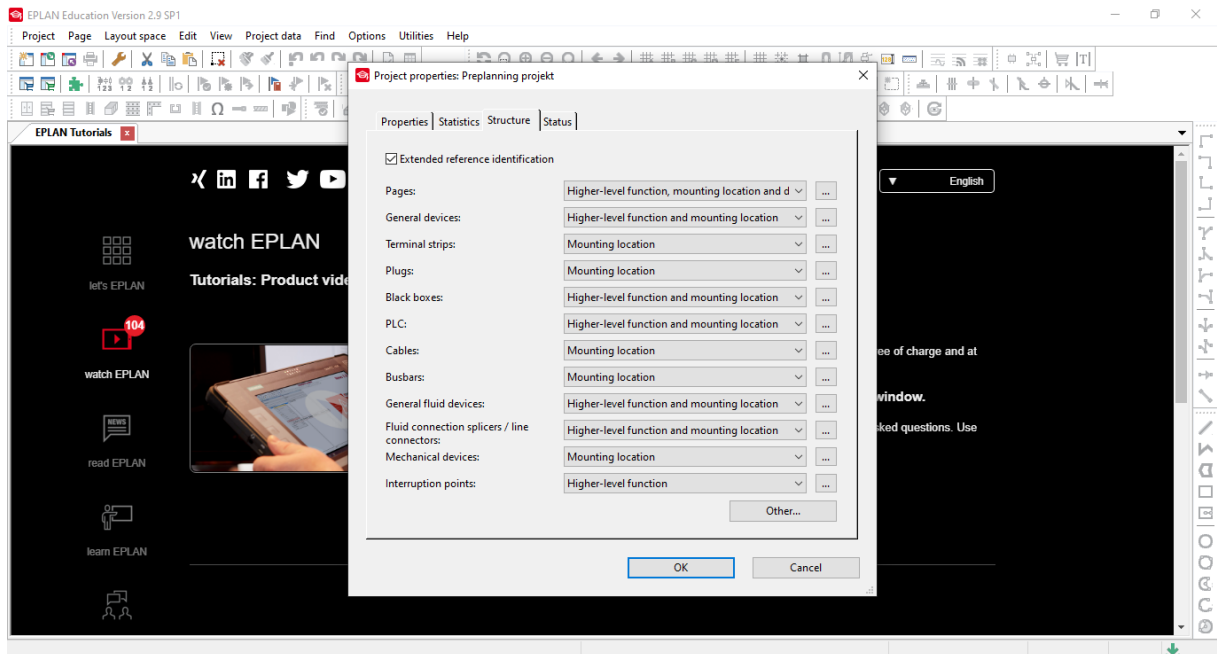 EPLAN Education Version 2.9 SP1
Project Page Layout space Edit View Project data Find Options Utilities Help
Project properties: Preplanning projekt
EPLAN Tutorials
Properties Statistics Structure Status
Extended reference identification
Pages: Higher-level function, mounting location and d
General devices: Higher-level function and mounting location
Terminal strips: Mounting location
Plugs: Mounting location
Black boxes: Higher-level function and mounting location
PLC: Higher-level function and mounting location
Cables: Mounting location
Busbars: Mounting location
General fluid devices: Higher-level function and mounting location
Fluid connection splicers / line
connectors: Higher-level function and mounting location
Mechanical devices: Mounting location
Interruption points: Higher-level function
Other...
OK Cancel
English
watch EPLAN
Tutorials: Product vide
let's EPLAN
104
watch EPLAN
NEWS
read EPLAN
learn EPLAN
ee of charge and at
window.
sked questions. Use